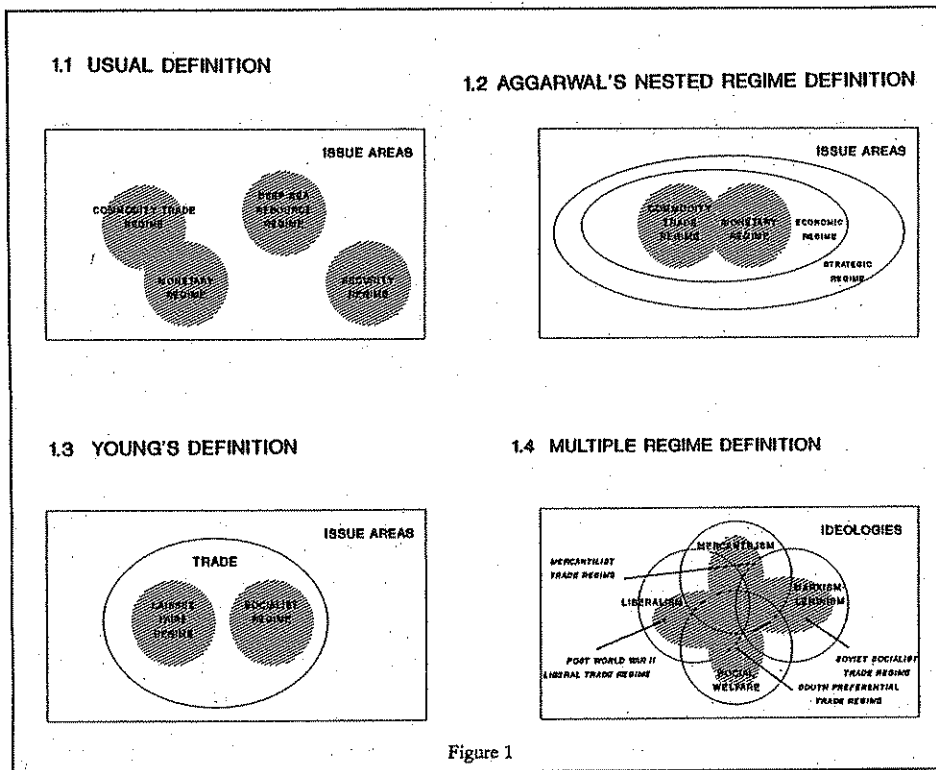 1.1 USUAL DEFINITION
ISSUE AREAS
COMMODITY TRADE
REGIME
DEEP SEA
RESOURCE
REGIME
MONETARY
REGIME
SECURITY
REGIME
1.2 AGGARWAL'S NESTED REGIME DEFINITION
ISSUE AREAS
COMMODITY
TRADE
REGIME
MONETARY
REGIME
ECONOMIC
REGIME
STRATEGIC
REGIME
1.3 YOUNG'S DEFINITION
ISSUE AREAS
TRADE
LAISSEZ
FAIRE
REGIME
SOCIALIST
REGIME
1.4 MULTIPLE REGIME DEFINITION
IDEOLOGIES
MERCANTILISM
MERCANTILIST
TRADE REGIME
LIBERALISM
MARXISM-
LENINISM
POST WORLD WAR II
LIBERAL TRADE REGIME
SOCIAL
WELFARE
SOVIET SOCIALIST
TRADE REGIME
SOUTH PREFERENTIAL
TRADE REGIME
Figure 1